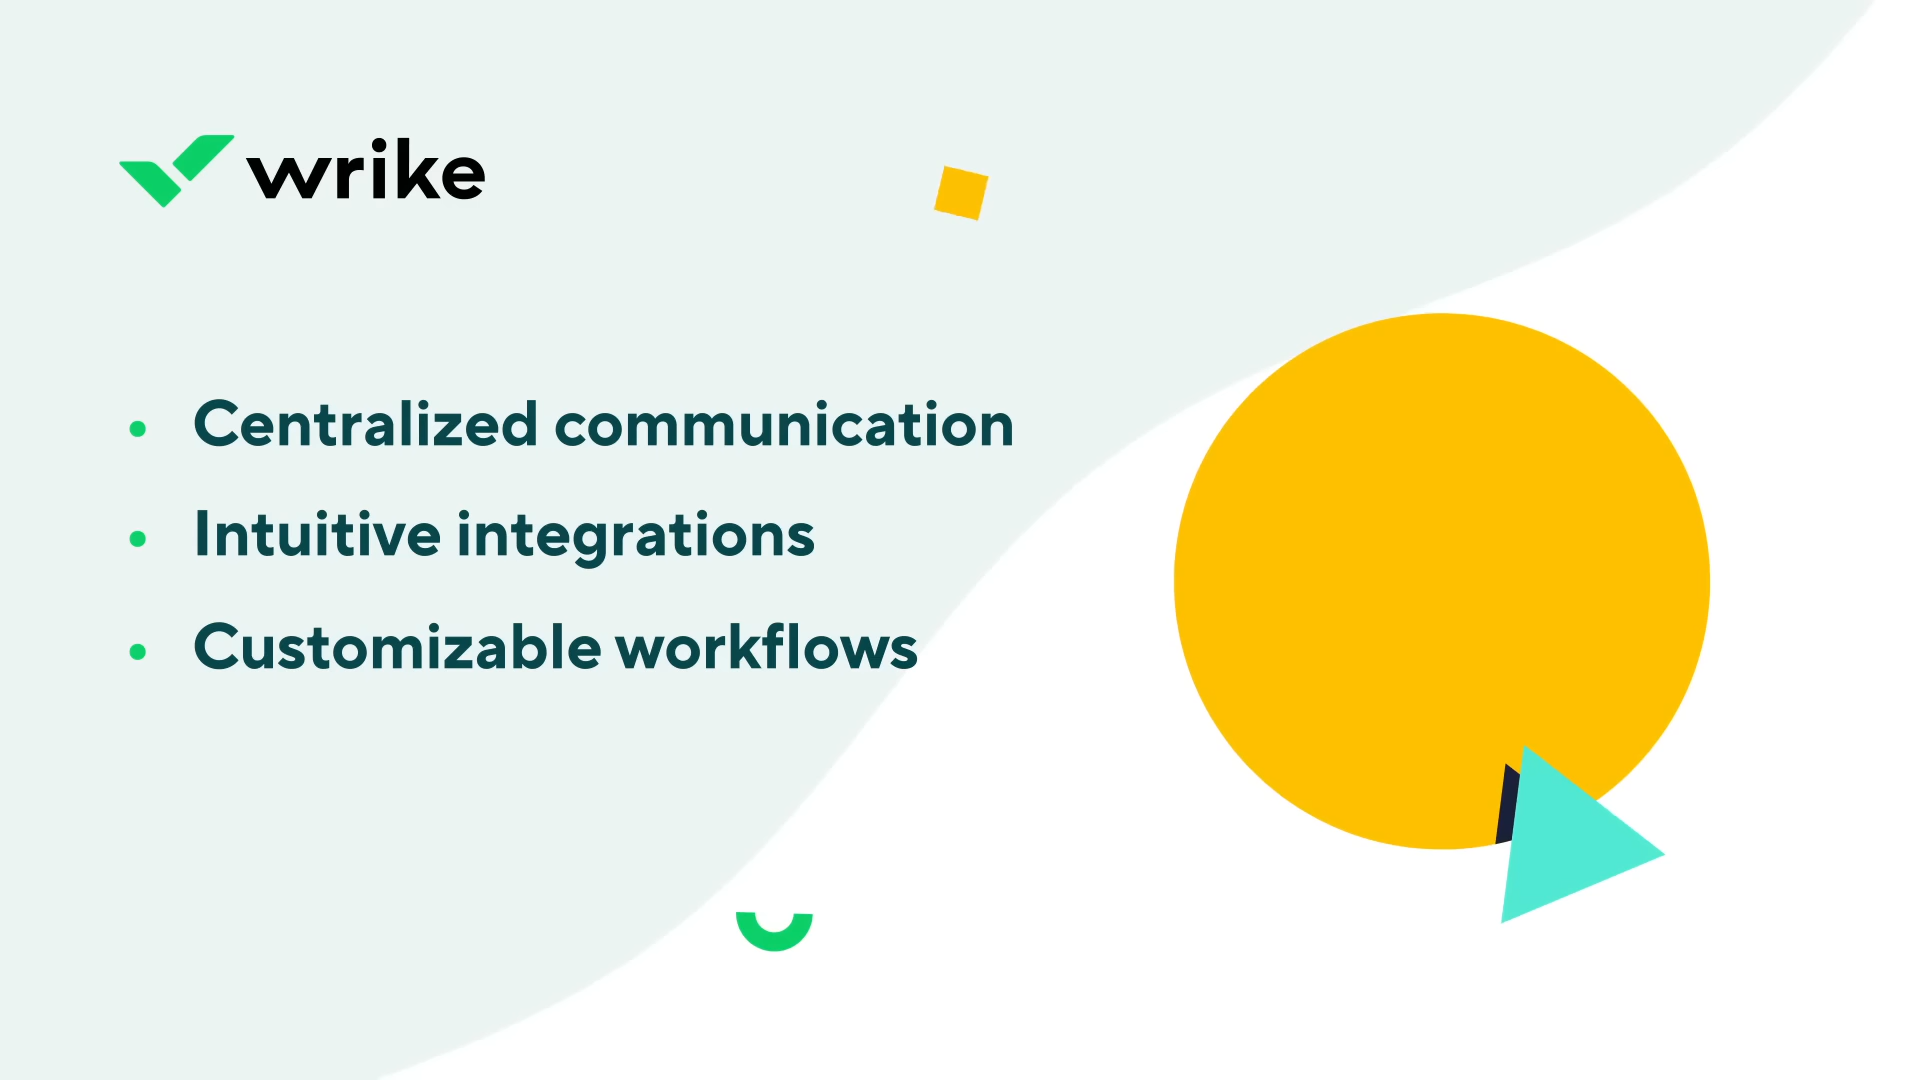 wrike
• Centralized communication
• Intuitive integrations
• Customizable workflows